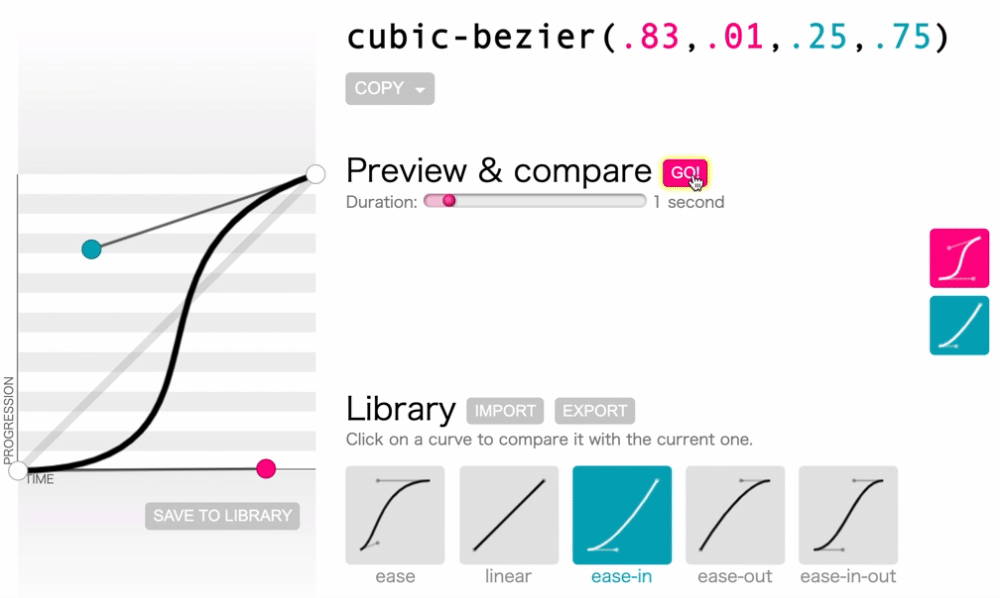 cubic-bezier(.83,.01,.25,.75)
COPY
Preview & compare GO!
Duration: 1 second
PROGRESSION
TIME
SAVE TO LIBRARY
Library IMPORT EXPORT
Click on a curve to compare it with the current one.
ease linear ease-in ease-out ease-in-out